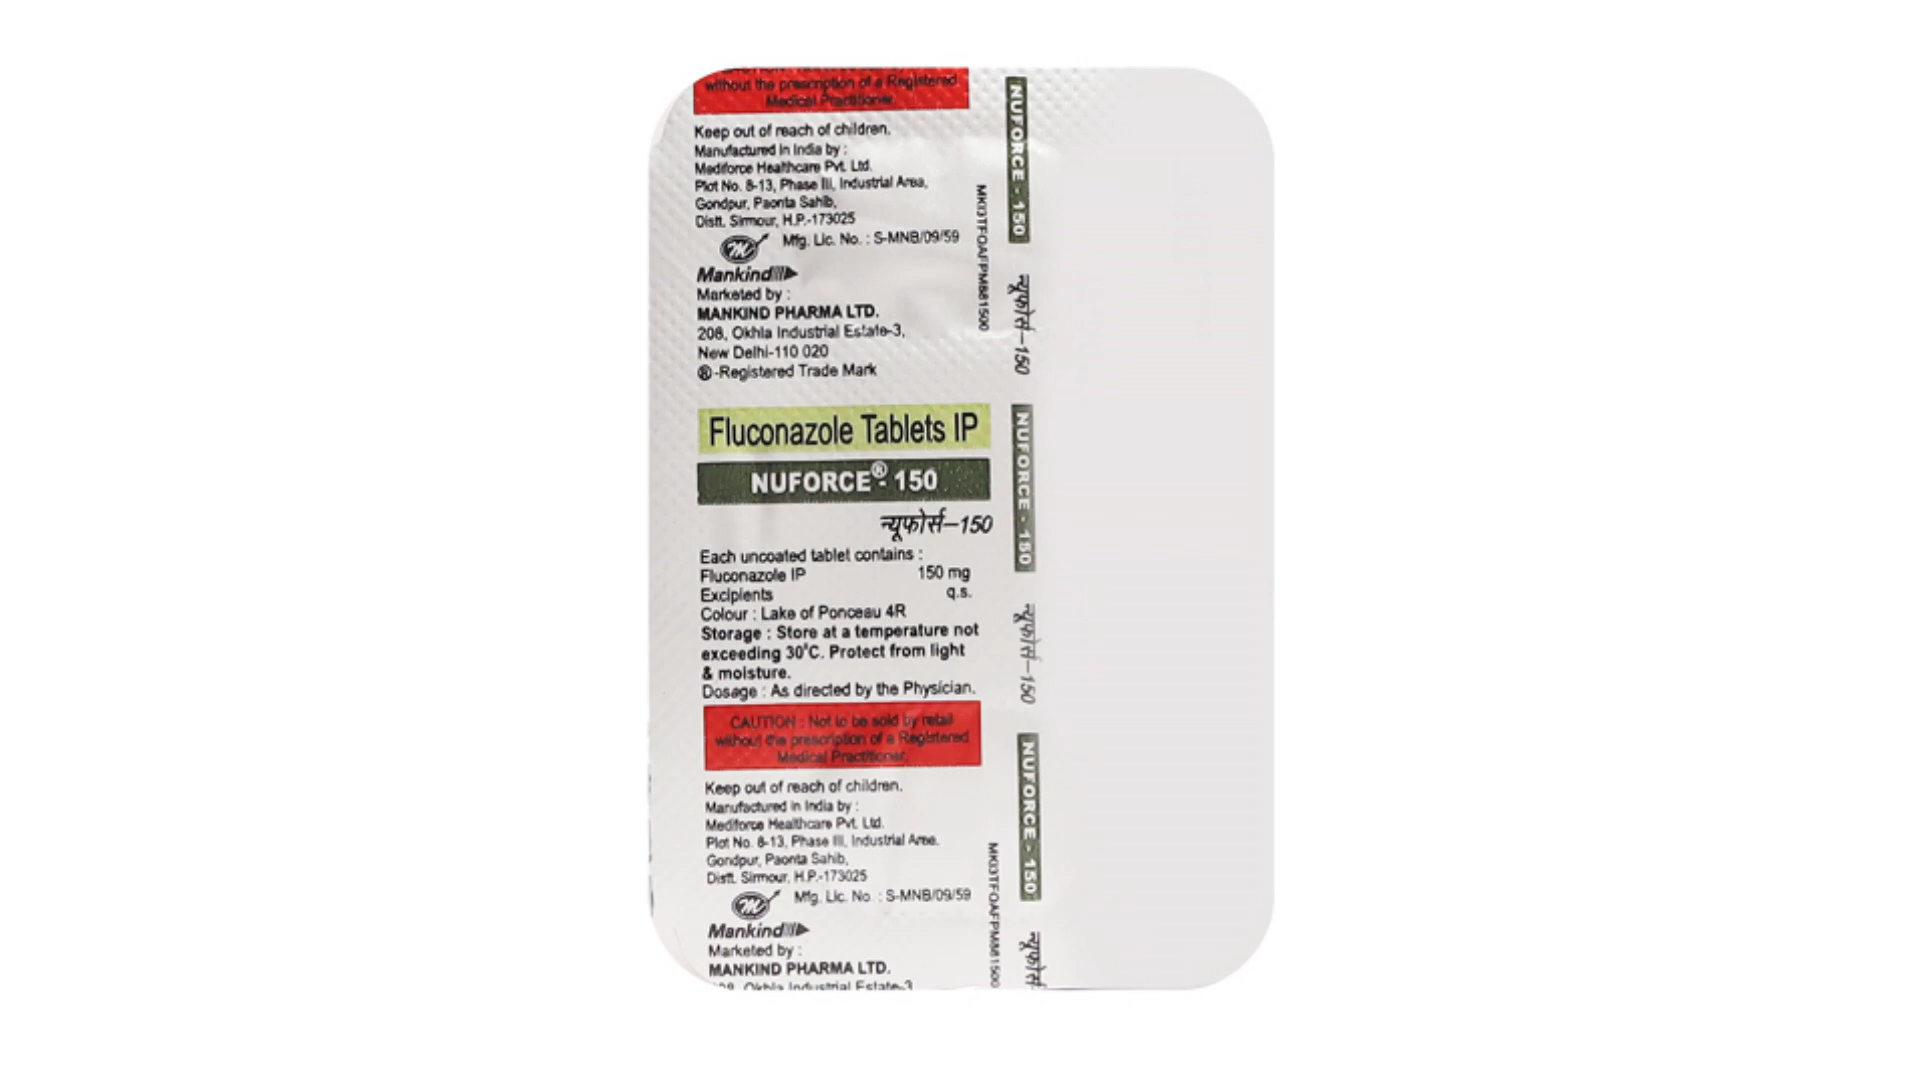 without the prescription of a Registered
Medical Practitioner.
Keep out of reach of children.
Manufactured in India by :
Mediforce Healthcare Pvt. Ltd.
Plot No. 8-13, Phase III, Industrial Area,
Gondpur, Paonta Sahib,
Distt. Sirmour, H.P.-173025
Mfg. Lic. No. : S-MNB/09/59
Mankind
Marketed by :
MANKIND PHARMA LTD.
208, Okhla Industrial Estate-3,
New Delhi-110 020
®-Registered Trade Mark
Fluconazole Tablets IP
NUFORCE®- 150
न्यूफोर्स-150
Each uncoated tablet contains :
Fluconazole IP 150 mg
Excipients q.s.
Colour : Lake of Ponceau 4R
Storage : Store at a temperature not
exceeding 30°C. Protect from light
& moisture.
Dosage : As directed by the Physician.
CAUTION : Not to be sold by retail
without the prescription of a Registered
Medical Practitioner.
Keep out of reach of children.
Manufactured in India by :
Mediforce Healthcare Pvt. Ltd.
Plot No. 8-13, Phase III, Industrial Area.
Gondpur, Paonta Sahib,
Distt. Sirmour, H.P.-173025
Mfg. Lic. No. : S-MNB/09/59
Mankind
Marketed by :
MANKIND PHARMA LTD.
Okhla Industrial Estate-3
NUFORCE - 150
न्यूफोर्स-150
NUFORCE - 150
न्यूफोर्स-150
NUFORCE - 150
न्यूफोर्स